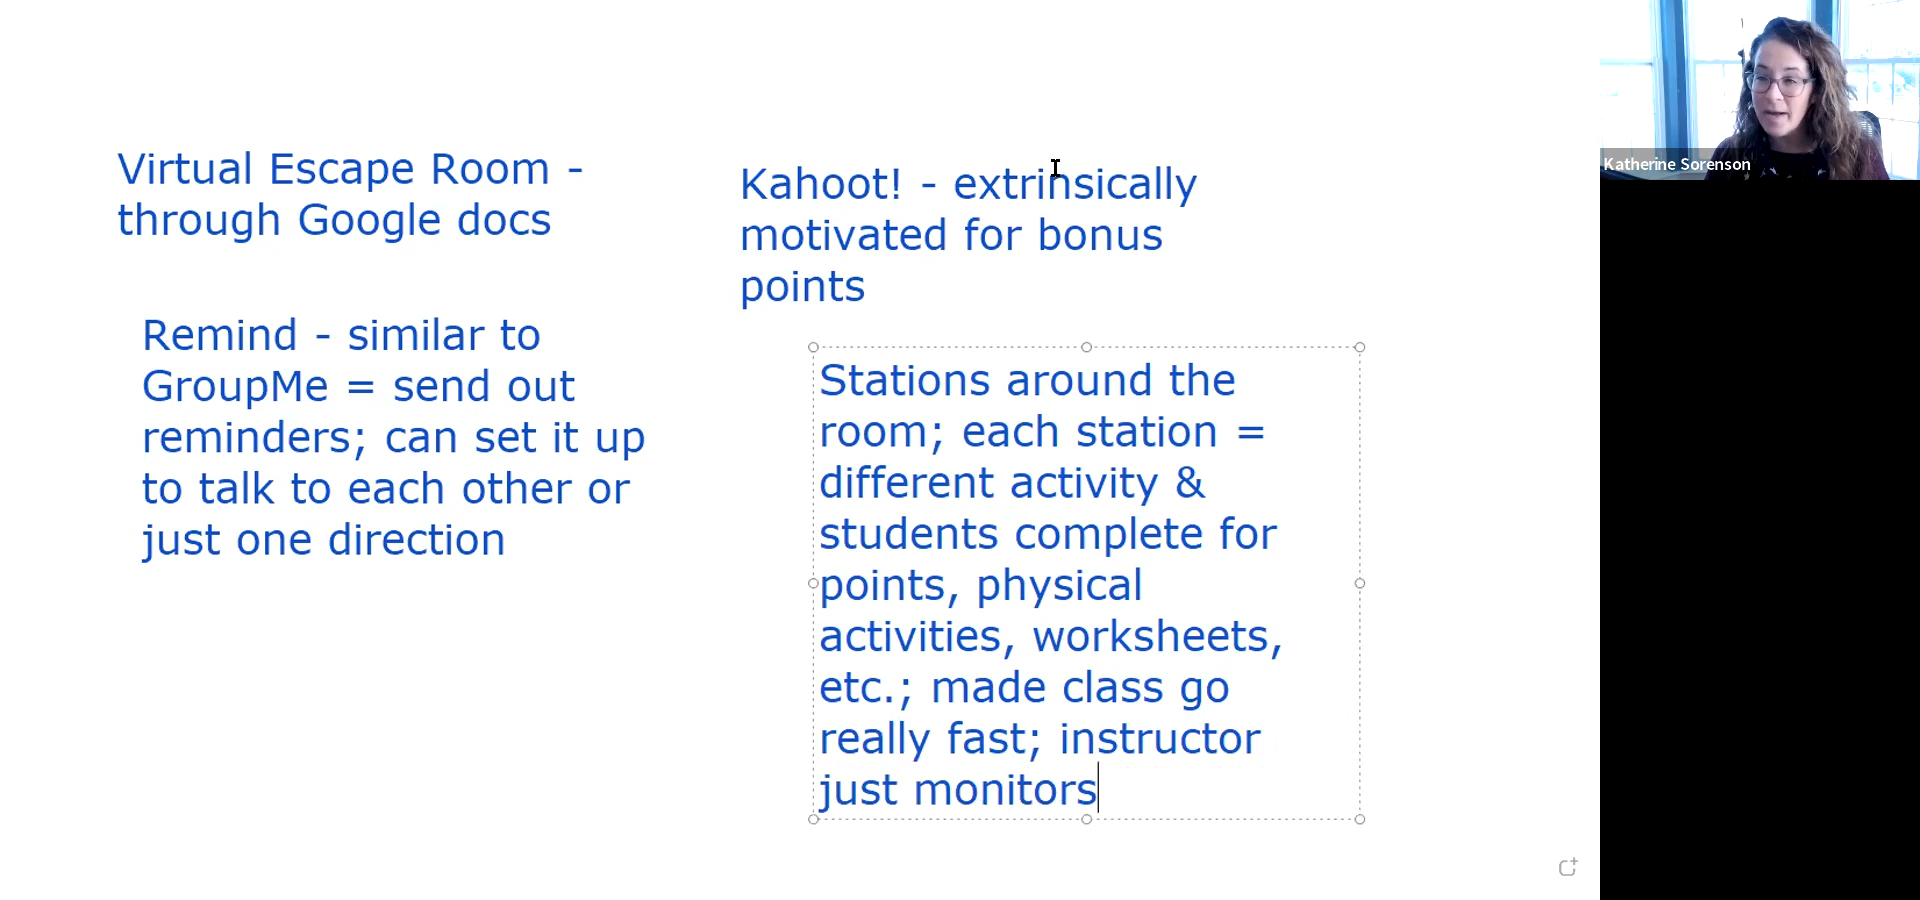 Virtual Escape Room -
through Google docs
Remind - similar to
GroupMe = send out
reminders; can set it up
to talk to each other or
just one direction
Kahoot! - extrinsically
motivated for bonus
points
Stations around the
room; each station =
different activity &
students complete for
points, physical
activities, worksheets,
etc.; made class go
really fast; instructor
just monitors
Katherine Sorenson